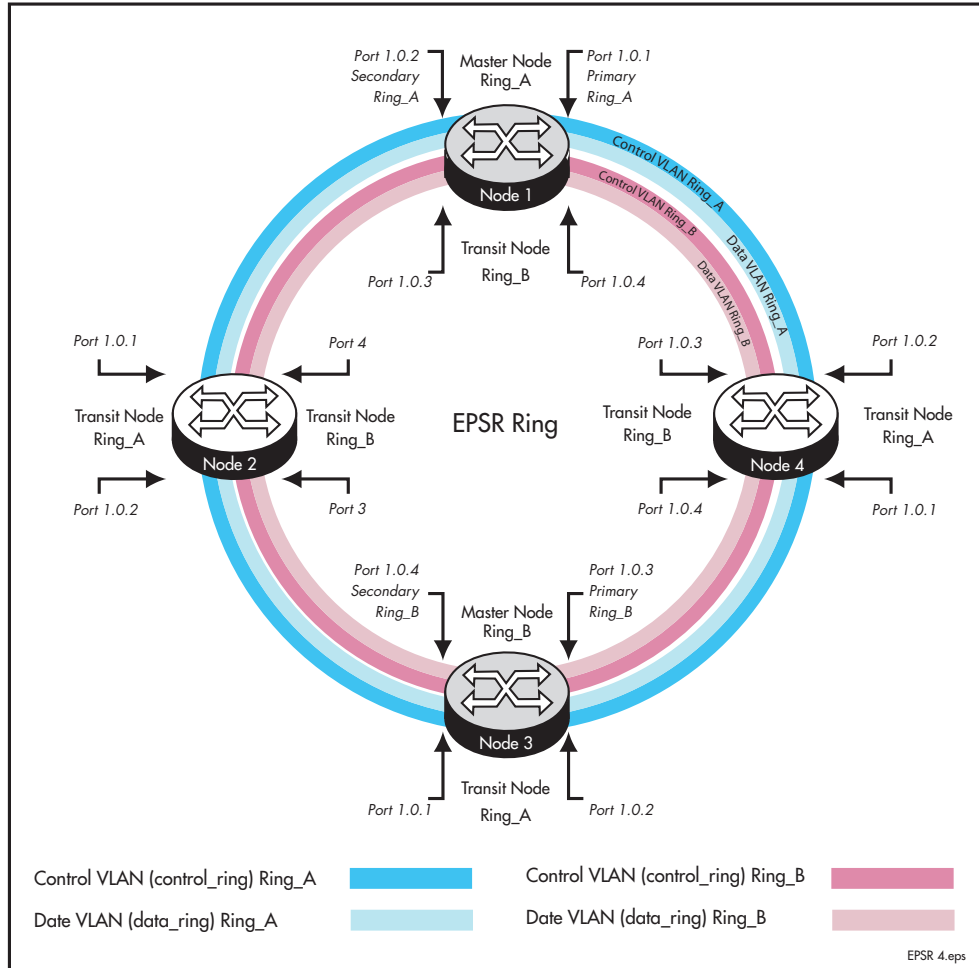 Port 1.0.2
Secondary
Ring_A
Master Node
Ring_A
Port 1.0.1
Primary
Ring_A
Control VLAN Ring_A
Control VLAN Ring_B
Data VLAN Ring_A
Data VLAN Ring_B
Node 1
Port 1.0.3
Transit Node
Ring_B
Port 1.0.4
Port 1.0.1
Port 4
Transit Node
Ring_A
Transit Node
Ring_B
Node 2
Port 1.0.2
Port 3
EPSR Ring
Port 1.0.3
Port 1.0.2
Transit Node
Ring_B
Transit Node
Ring_A
Node 4
Port 1.0.4
Port 1.0.1
Port 1.0.4
Secondary
Ring_B
Master Node
Ring_B
Port 1.0.3
Primary
Ring_B
Node 3
Port 1.0.1
Transit Node
Ring_A
Port 1.0.2
Control VLAN (control_ring) Ring_A
Control VLAN (control_ring) Ring_B
Date VLAN (data_ring) Ring_A
Date VLAN (data_ring) Ring_B
EPSR 4.eps